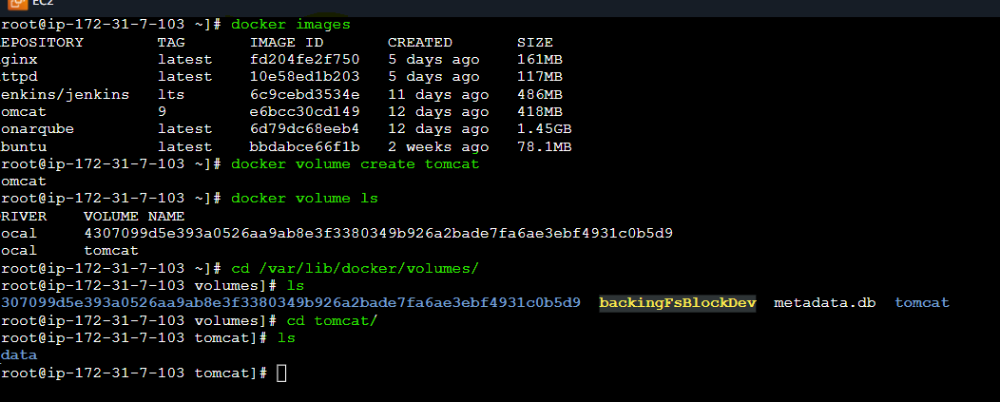 EC2
root@ip-172-31-7-103 ~]# docker images
EPOSITORY TAG IMAGE ID CREATED SIZE
ginx latest fd204fe2f750 5 days ago 161MB
ttpd latest 10e58ed1b203 5 days ago 117MB
enkins/jenkins lts 6c9cebd3534e 11 days ago 486MB
omcat 9 e6bcc30cd149 12 days ago 418MB
onarqube latest 6d79dc68eeb4 12 days ago 1.45GB
buntu latest bbdabce66f1b 2 weeks ago 78.1MB
root@ip-172-31-7-103 ~]# docker volume create tomcat
omcat
root@ip-172-31-7-103 ~]# docker volume ls
RIVER VOLUME NAME
ocal 4307099d5e393a0526aa9ab8e3f3380349b926a2bade7fa6ae3ebf4931c0b5d9
ocal tomcat
root@ip-172-31-7-103 ~]# cd /var/lib/docker/volumes/
root@ip-172-31-7-103 volumes]# ls
307099d5e393a0526aa9ab8e3f3380349b926a2bade7fa6ae3ebf4931c0b5d9 backingFsBlockDev metadata.db tomcat
root@ip-172-31-7-103 volumes]# cd tomcat/
root@ip-172-31-7-103 tomcat]# ls
data
root@ip-172-31-7-103 tomcat]#